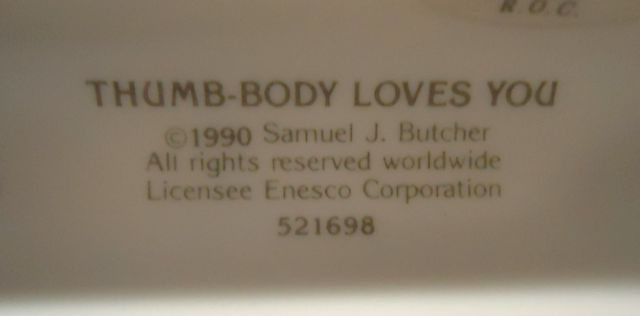 R.O.C.
THUMB-BODY LOVES YOU
©1990 Samuel J. Butcher
All rights reserved worldwide
Licensee Enesco Corporation
521698